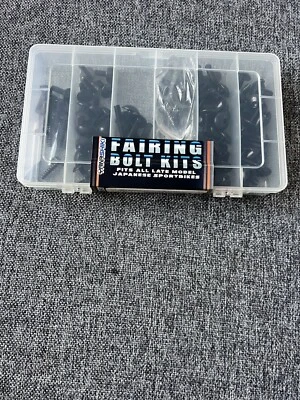 FAIRING
BOLT KITS
FITS ALL LATE MODEL
JAPANESE SPORTBIKES